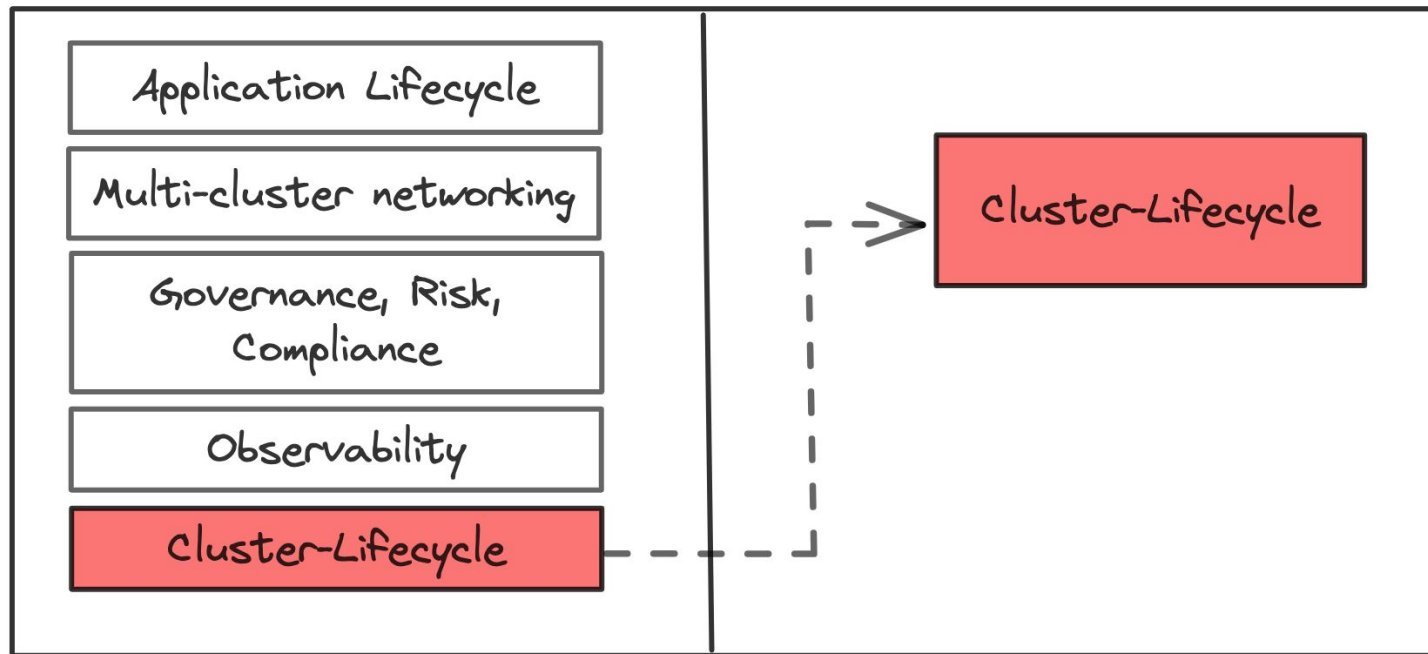 Application Lifecycle
Multi-cluster networking
Governance, Risk,
Compliance
Observability
Cluster-Lifecycle
Cluster-Lifecycle